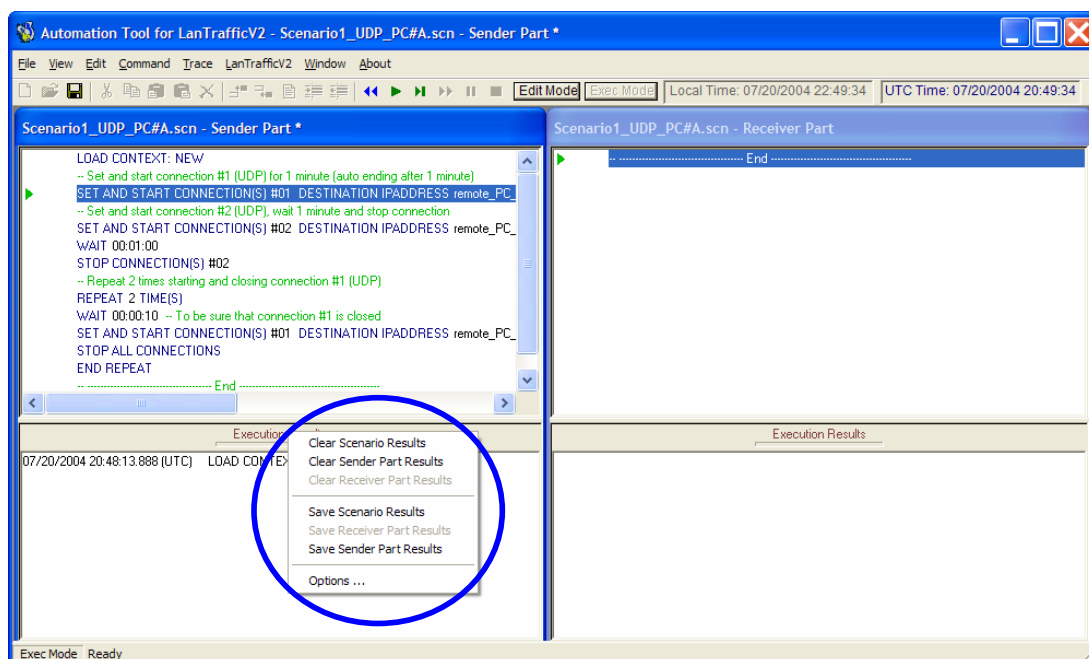 Automation Tool for LanTrafficV2 - Scenario1_UDP_PC#A.scn - Sender Part *
File View Edit Command Trace LanTrafficV2 Window About
Edit Mode Exec Mode Local Time: 07/20/2004 22:49:34 UTC Time: 07/20/2004 20:49:34
Scenario1_UDP_PC#A.scn - Sender Part *
LOAD CONTEXT: NEW
-- Set and start connection #1 (UDP) for 1 minute (auto ending after 1 minute)
SET AND START CONNECTION(S) #01 DESTINATION IPADDRESS remote_PC_
-- Set and start connection #2 (UDP), wait 1 minute and stop connection
SET AND START CONNECTION(S) #02 DESTINATION IPADDRESS remote_PC_
WAIT 00:01:00
STOP CONNECTION(S) #02
-- Repeat 2 times starting and closing connection #1 (UDP)
REPEAT 2 TIME(S)
WAIT 00:00:10 -- To be sure that connection #1 is closed
SET AND START CONNECTION(S) #01 DESTINATION IPADDRESS remote_PC_
STOP ALL CONNECTIONS
END REPEAT
-- ------------------------------------- End ------------------------------------------
Scenario1_UDP_PC#A.scn - Receiver Part
-- ------------------------------------- End ------------------------------------------
Execution
07/20/2004 20:48:13.888 (UTC) LOAD CONTEX
Clear Scenario Results
Clear Sender Part Results
Clear Receiver Part Results
Save Scenario Results
Save Receiver Part Results
Save Sender Part Results
Options ...
Execution Results
Exec Mode Ready